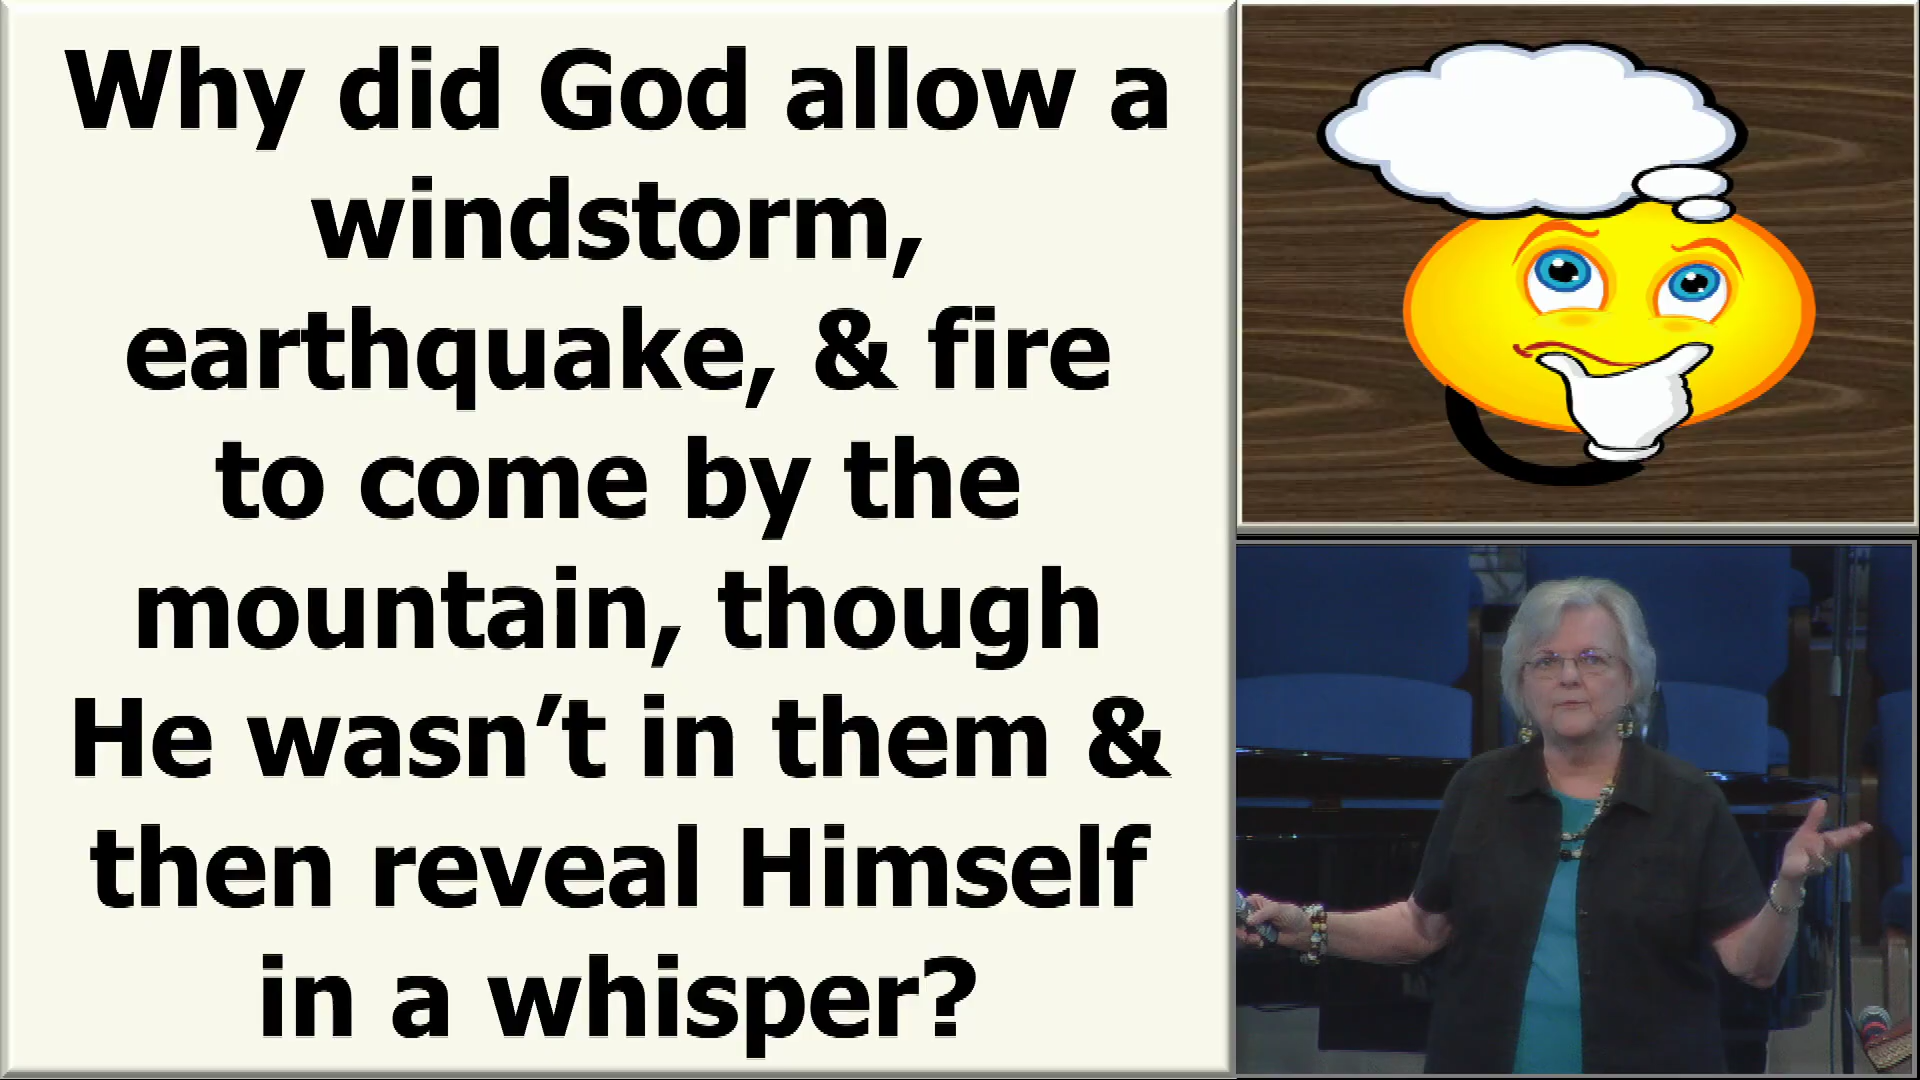 Why did God allow a
windstorm,
earthquake, & fire
to come by the
mountain, though
He wasn’t in them &
then reveal Himself
in a whisper?